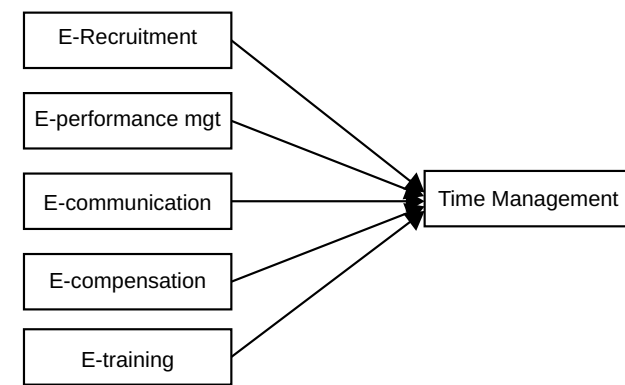 E-Recruitment
E-performance mgt
E-communication
Time Management
E-compensation
E-training